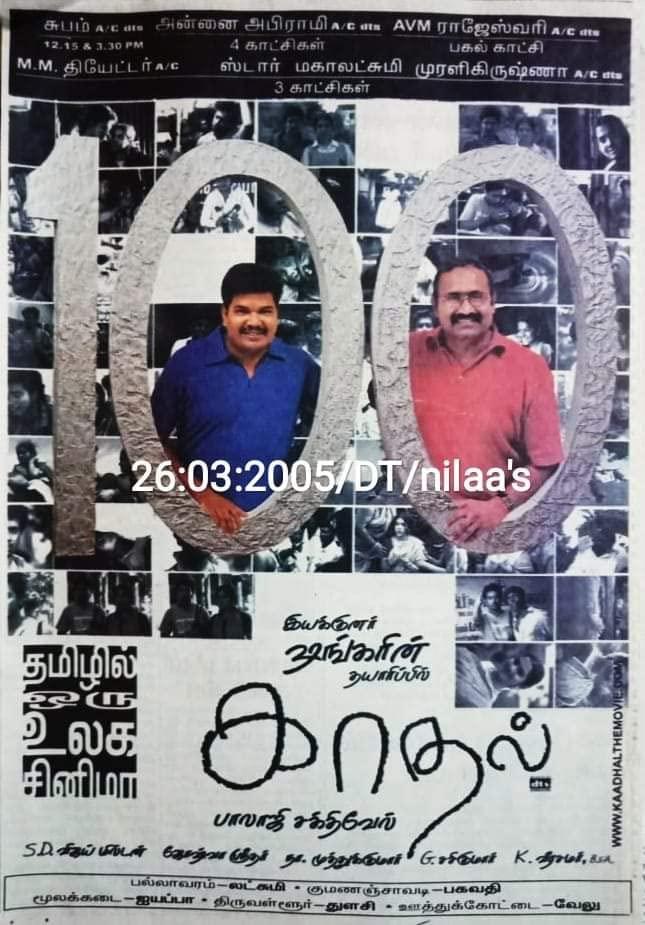 சுபம் A/C dts அன்னை அபிராமி A/C dts AVM ராஜேஸ்வரி A/C dts
12.15 & 3.30 PM 4 காட்சிகள் பகல் காட்சி
M.M. தியேட்டர் A/C ஸ்டார் மகாலட்சுமி முரளிகிருஷ்ணா A/C dts
3 காட்சிகள்
100
26:03:2005/DT/nilaa's
இயக்குனர்
ஷங்கரின்
தயாரிப்பில்
தமிழில்
ஒரு
உலக
சினிமா
காதல்
dts
WWW.KAADHALTHEMOVIE.COM
பாலாஜி சக்திவேல்
S.D. விஜய் மில்டன் ஜோஷ்வா ஸ்ரீதர் நா. முத்துக்குமார் G. சசிகுமார் K. வீரசமர், B.F.A
பல்லாவரம்–லட்சுமி • குமணஞ்சாவடி–பகவதி
மூலக்கடை–ஐயப்பா • திருவள்ளூர்–துளசி • ஊத்துக்கோட்டை–வேலு